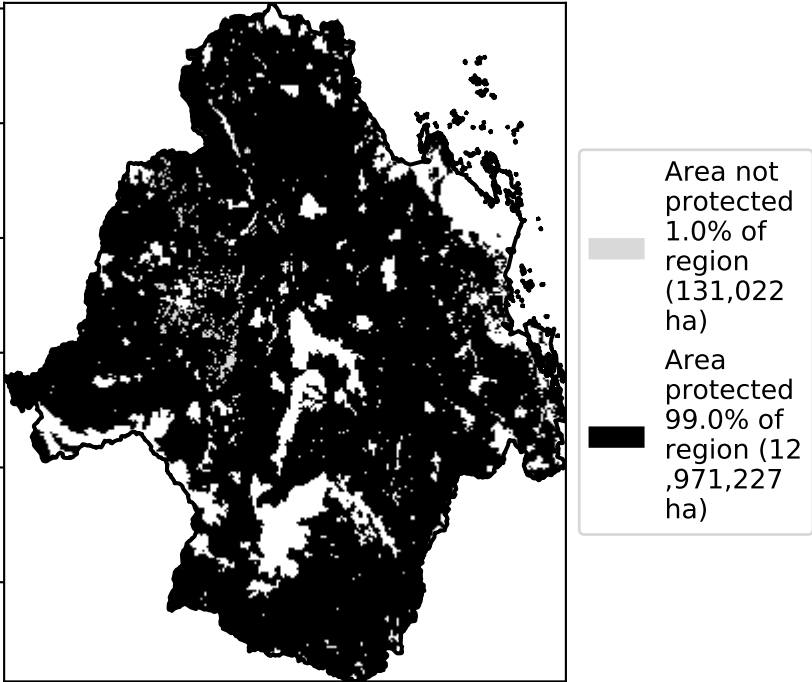 Area not
protected
1.0% of
region
(131,022
ha)
Area
protected
99.0% of
region (12
,971,227
ha)